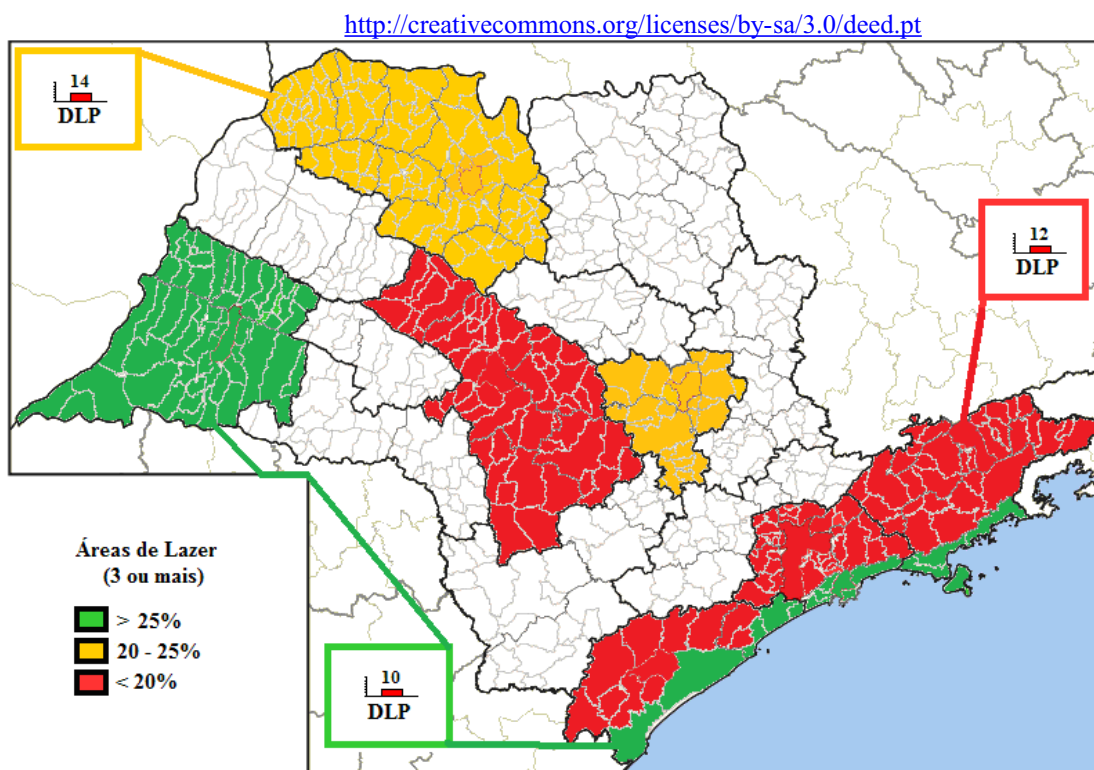 http://creativecommons.org/licenses/by-sa/3.0/deed.pt
14
DLP
12
DLP
Áreas de Lazer
(3 ou mais)
> 25%
20 - 25%
< 20%
10
DLP